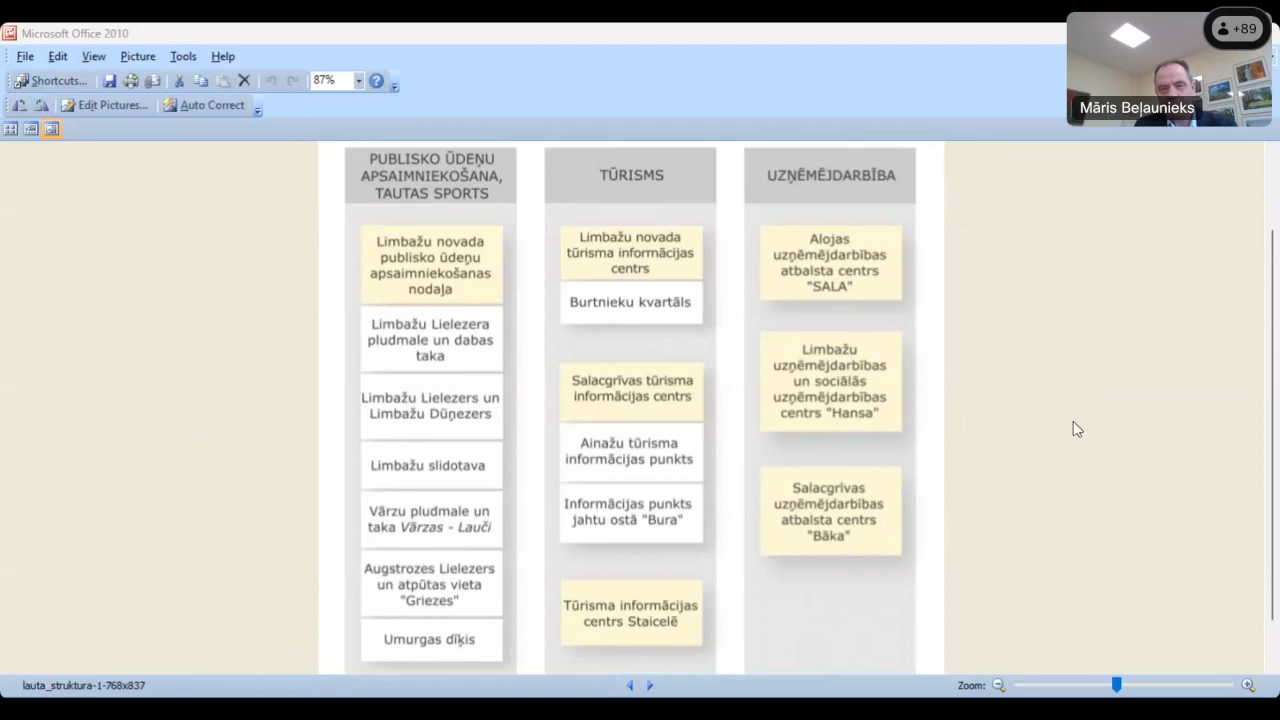 Microsoft Office 2010
+89
File Edit View Picture Tools Help
Shortcuts... 87%
Edit Pictures... Auto Correct
Māris Beļaunieks
PUBLISKO ŪDEŅU
APSAIMNIEKOŠANA,
TAUTAS SPORTS
Limbažu novada
publisko ūdeņu
apsaimniekošanas
nodaļa
Limbažu Lielezera
pludmale un dabas
taka
Limbažu Lielezers un
Limbažu Dūņezers
Limbažu slidotava
Vārzu pludmale un
taka Vārzas - Lauči
Augstrozes Lielezers
un atpūtas vieta
"Griezes"
Umurgas dīķis
TŪRISMS
Limbažu novada
tūrisma informācijas
centrs
Burtnieku kvartāls
Salacgrīvas tūrisma
informācijas centrs
Ainažu tūrisma
informācijas punkts
Informācijas punkts
jahtu ostā "Bura"
Tūrisma informācijas
centrs Staicelē
UZŅĒMĒJDARBĪBA
Alojas
uzņēmējdarbības
atbalsta centrs
"SALA"
Limbažu
uzņēmējdarbības
un sociālās
uzņēmējdarbības
centrs "Hansa"
Salacgrīvas
uzņēmējdarbības
atbalsta centrs
"Bāka"
lauta_struktura-1-768x837
Zoom: